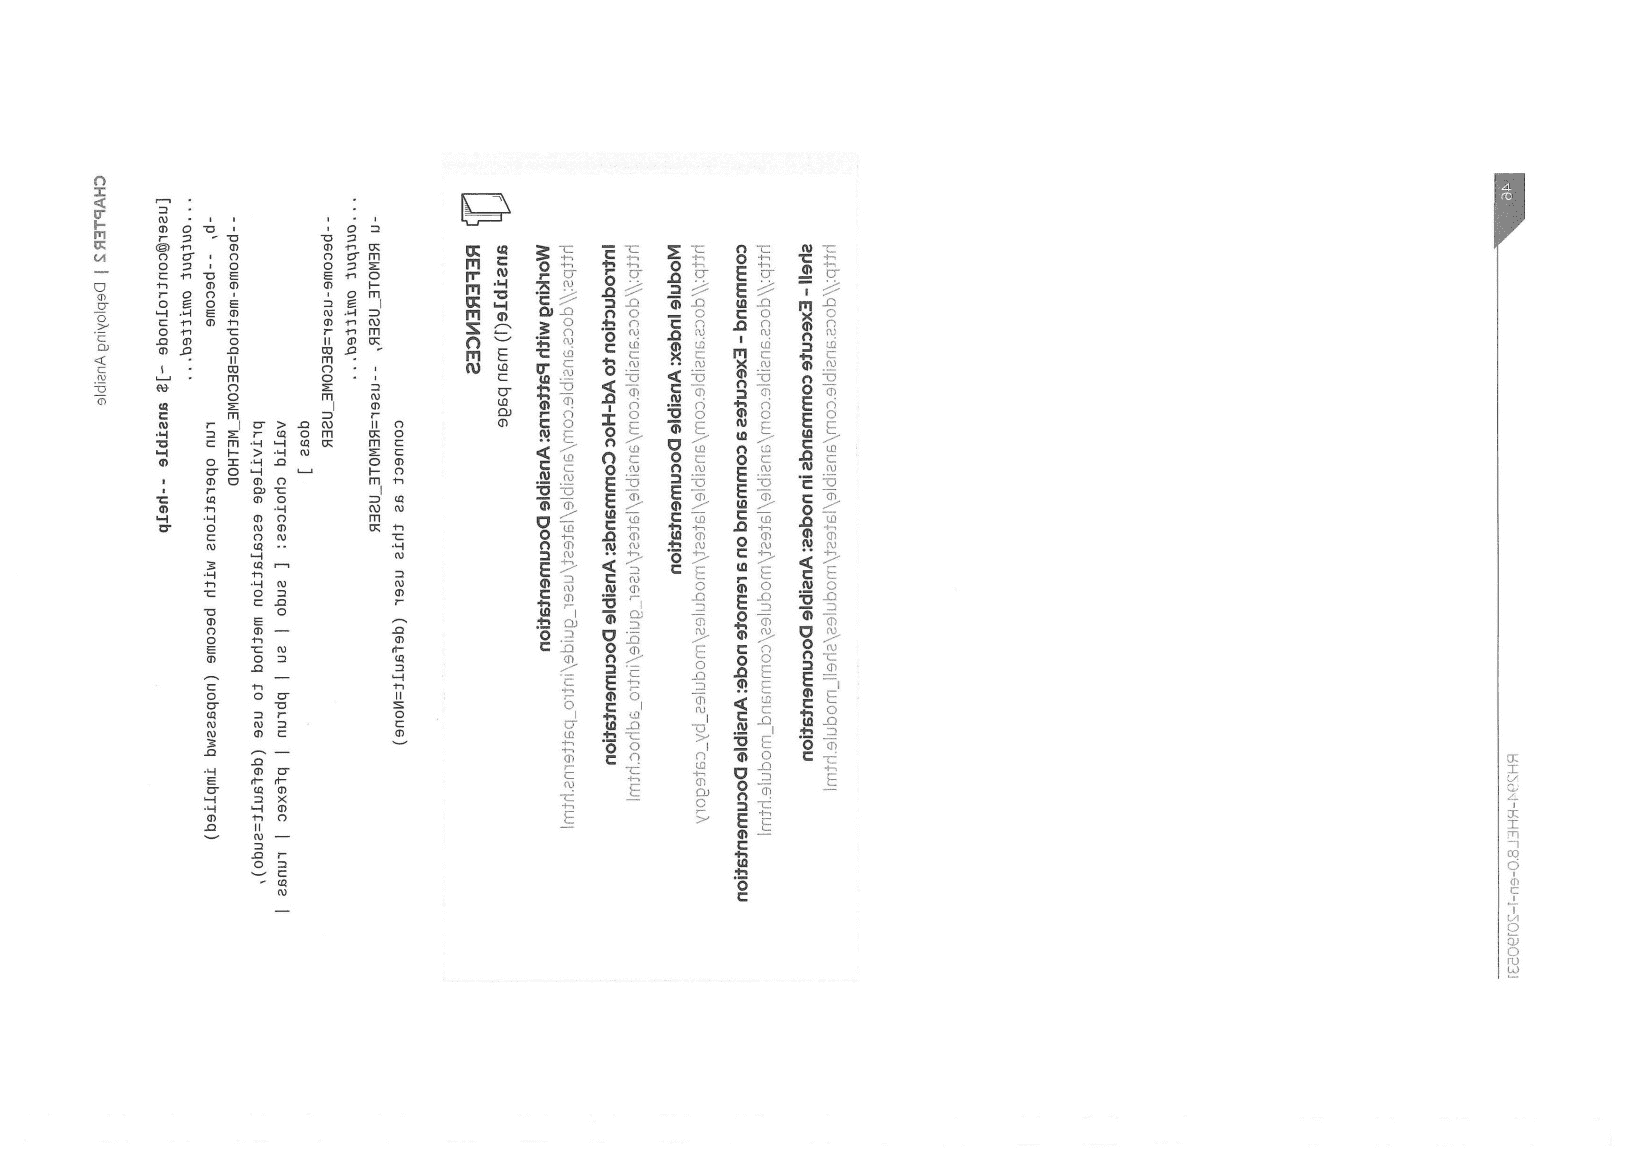 CHAPTER 2 | Deploying Ansible
[user@controlnode ~]$ ansible --help
...output omitted...
-b, --become run operations with become (nopasswd implied)
--become-method=BECOME_METHOD
privilege escalation method to use (default=sudo),
valid choices: [ sudo | su | pbrun | pfexec | runas |
doas ]
--become-user=BECOME_USER
...output omitted...
-u REMOTE_USER, --user=REMOTE_USER
connect as this user (default=None)
REFERENCES
ansible(1) man page
Working with Patterns: Ansible Documentation
https://docs.ansible.com/ansible/latest/user_guide/intro_patterns.html
Introduction to Ad-Hoc Commands: Ansible Documentation
http://docs.ansible.com/ansible/latest/user_guide/intro_adhoc.html
Module Index: Ansible Documentation
http://docs.ansible.com/ansible/latest/modules/modules_by_category
command - Executes a command on a remote node: Ansible Documentation
http://docs.ansible.com/ansible/latest/modules/command_module.html
shell - Execute commands in nodes: Ansible Documentation
http://docs.ansible.com/ansible/latest/modules/shell_module.html
46
RH294-RHEL8.0-en-1-20190531